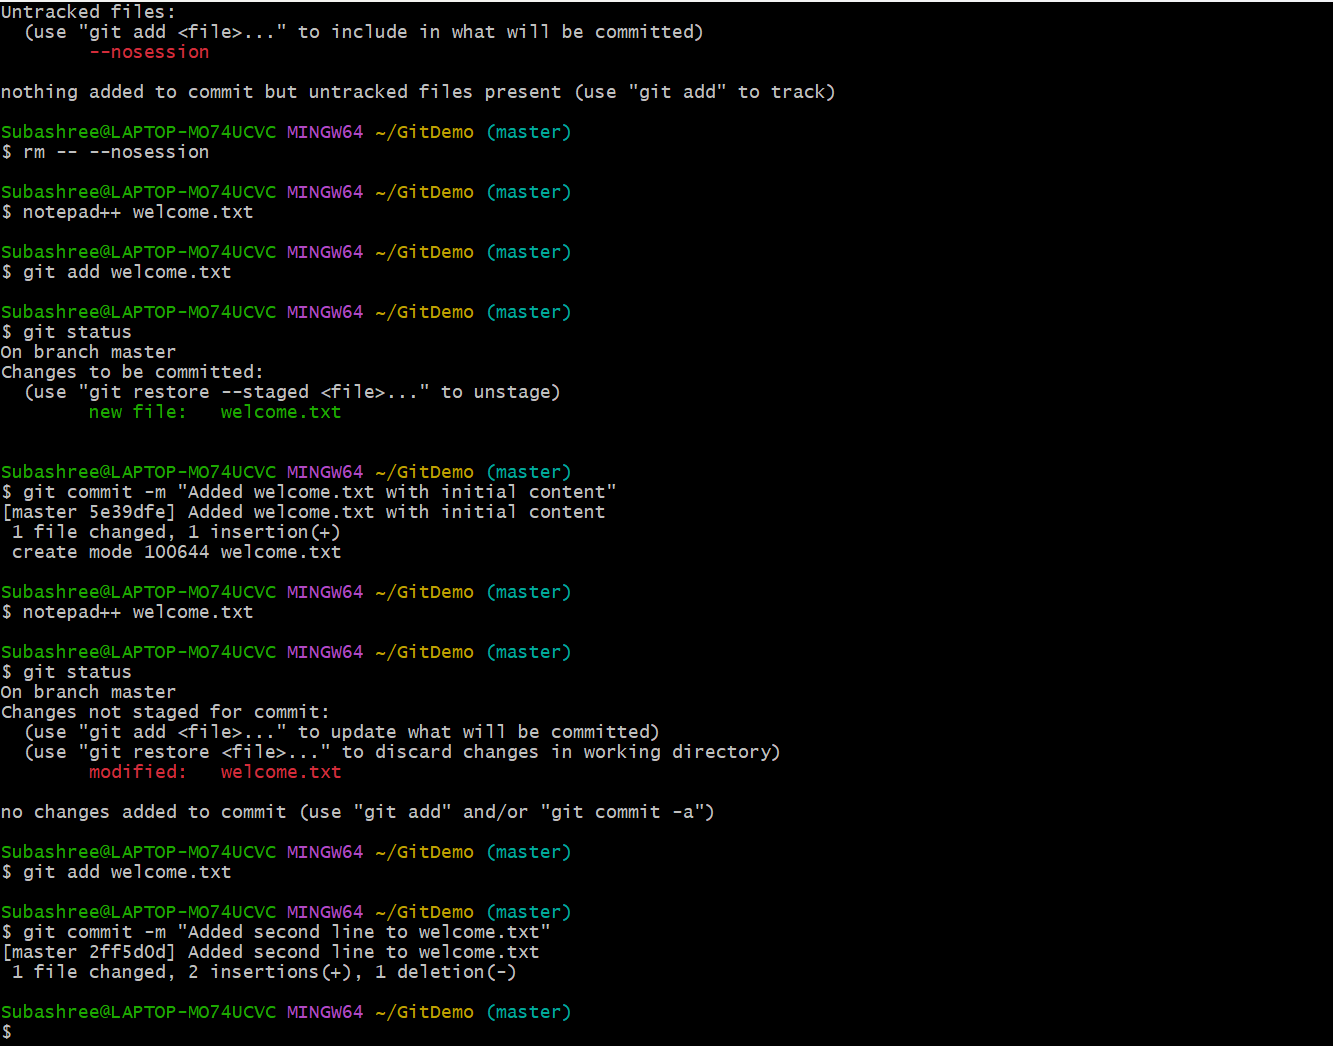 Untracked files:
  (use "git add <file>..." to include in what will be committed)
        --nosession

nothing added to commit but untracked files present (use "git add" to track)

Subashree@LAPTOP-MO74UCVC MINGW64 ~/GitDemo (master)
$ rm -- --nosession

Subashree@LAPTOP-MO74UCVC MINGW64 ~/GitDemo (master)
$ notepad++ welcome.txt

Subashree@LAPTOP-MO74UCVC MINGW64 ~/GitDemo (master)
$ git add welcome.txt

Subashree@LAPTOP-MO74UCVC MINGW64 ~/GitDemo (master)
$ git status
On branch master
Changes to be committed:
  (use "git restore --staged <file>..." to unstage)
        new file:   welcome.txt


Subashree@LAPTOP-MO74UCVC MINGW64 ~/GitDemo (master)
$ git commit -m "Added welcome.txt with initial content"
[master 5e39dfe] Added welcome.txt with initial content
 1 file changed, 1 insertion(+)
 create mode 100644 welcome.txt

Subashree@LAPTOP-MO74UCVC MINGW64 ~/GitDemo (master)
$ notepad++ welcome.txt

Subashree@LAPTOP-MO74UCVC MINGW64 ~/GitDemo (master)
$ git status
On branch master
Changes not staged for commit:
  (use "git add <file>..." to update what will be committed)
  (use "git restore <file>..." to discard changes in working directory)
        modified:   welcome.txt

no changes added to commit (use "git add" and/or "git commit -a")

Subashree@LAPTOP-MO74UCVC MINGW64 ~/GitDemo (master)
$ git add welcome.txt

Subashree@LAPTOP-MO74UCVC MINGW64 ~/GitDemo (master)
$ git commit -m "Added second line to welcome.txt"
[master 2ff5d0d] Added second line to welcome.txt
 1 file changed, 2 insertions(+), 1 deletion(-)

Subashree@LAPTOP-MO74UCVC MINGW64 ~/GitDemo (master)
$